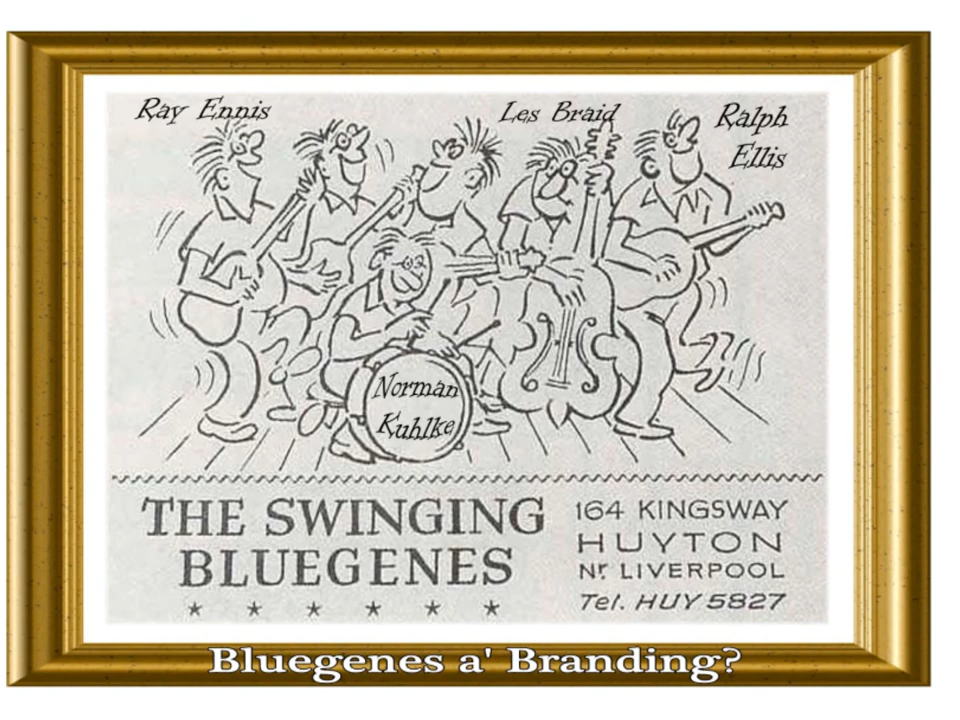 Ray Ennis
Les Braid
Ralph
Ellis
Norman
Kuhlke
THE SWINGING
BLUEGENES
* * * * * *
164 KINGSWAY
HUYTON
Nr. LIVERPOOL
Tel. HUY 5827
Bluegenes a' Branding?